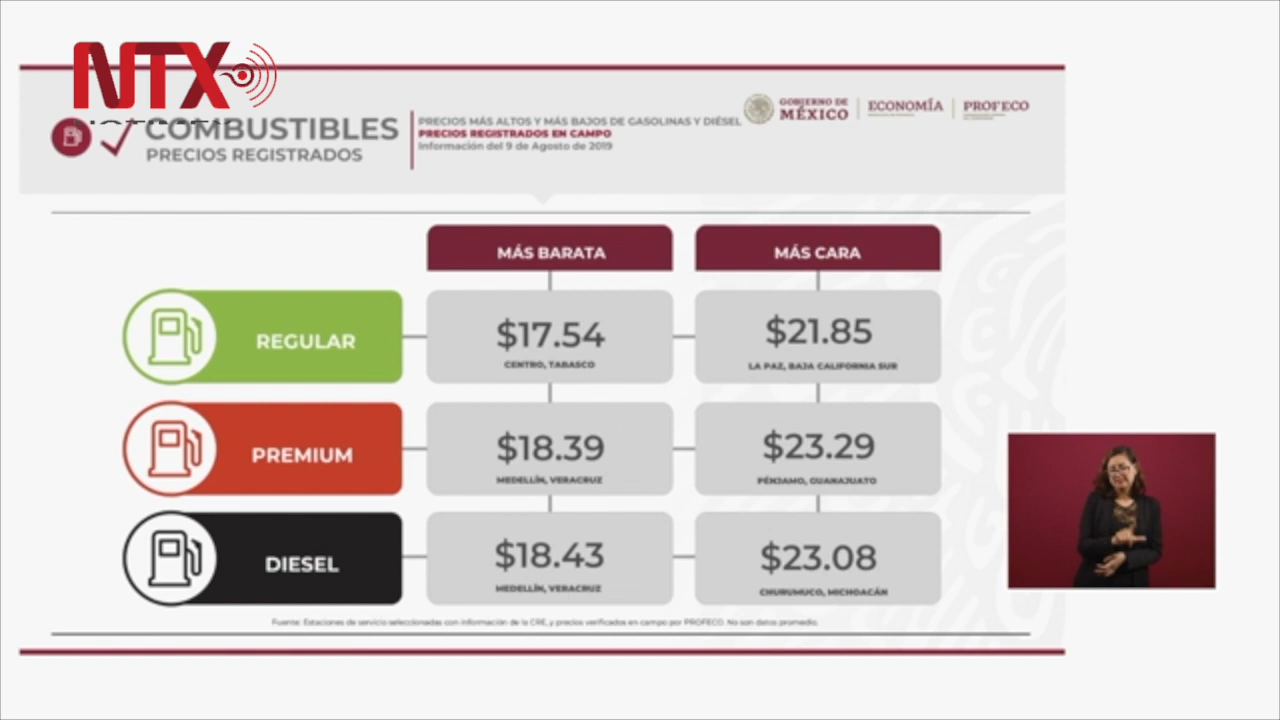 NTX
COMBUSTIBLES
PRECIOS REGISTRADOS
PRECIOS MÁS ALTOS Y MÁS BAJOS DE GASOLINAS Y DIÉSEL
PRECIOS REGISTRADOS EN CAMPO
Información del 9 de Agosto de 2019
GOBIERNO DE
MÉXICO
ECONOMÍA
PROFECO
MÁS BARATA
MÁS CARA
REGULAR
$17.54
CENTRO, TABASCO
$21.85
LA PAZ, BAJA CALIFORNIA SUR
PREMIUM
$18.39
MEDELLÍN, VERACRUZ
$23.29
PÉNJAMO, GUANAJUATO
DIESEL
$18.43
MEDELLÍN, VERACRUZ
$23.08
CHURUMUCO, MICHOACÁN
Fuente: Estaciones de servicio seleccionadas con información de la CRE, y precios verificados en campo por PROFECO. No son datos promedio.